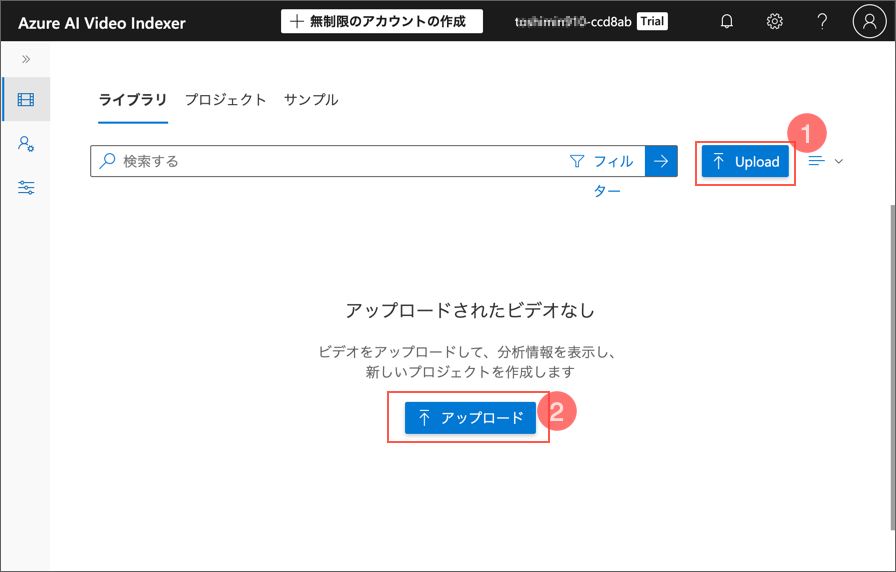 Azure AI Video Indexer
無制限のアカウントの作成
-ccd8ab Trial
ライブラリ プロジェクト サンプル
1
検索する
フィル
ター
Upload
アップロードされたビデオなし
ビデオをアップロードして、分析情報を表示し、
新しいプロジェクトを作成します
アップロード
2